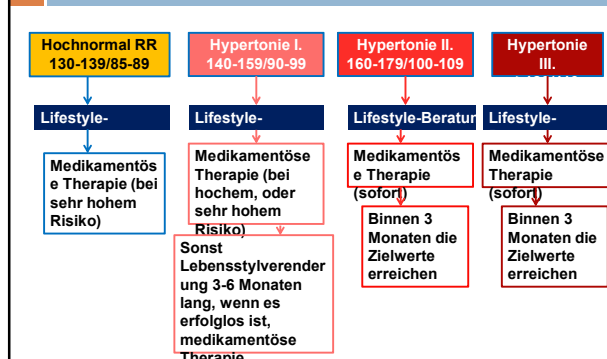 Hochnormal RR
130-139/85-89
Lifestyle-
Medikamentös
e Therapie (bei
sehr hohem
Risiko)
Hypertonie I.
140-159/90-99
Lifestyle-
Medikamentöse
Therapie (bei
hochem, oder
sehr hohem
Risiko)
Sonst
Lebensstylverender
ung 3-6 Monaten
lang, wenn es
erfolglos ist,
medikamentöse
Therapie
Hypertonie II.
160-179/100-109
Lifestyle-Beratun
Medikamentös
e Therapie
(sofort)
Binnen 3
Monaten die
Zielwerte
erreichen
Hypertonie
III.
Lifestyle-
Medikamentöse
Therapie
(sofort)
Binnen 3
Monaten die
Zielwerte
erreichen